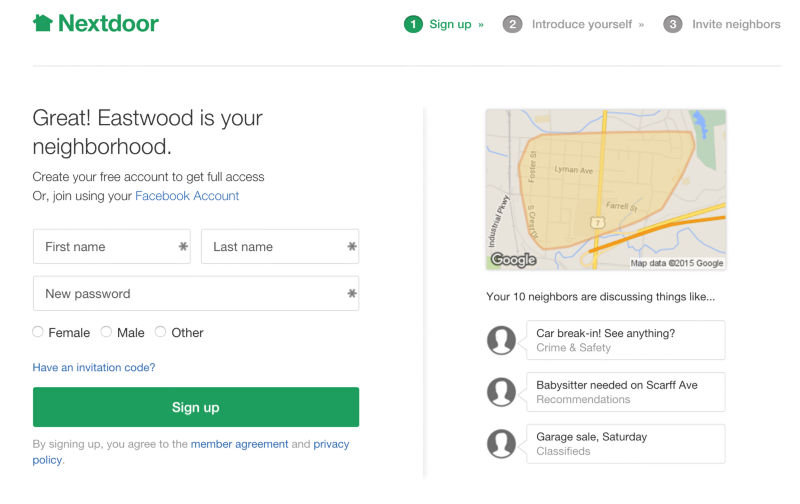 Nextdoor
1 Sign up » 2 Introduce yourself » 3 Invite neighbors
Great! Eastwood is your
neighborhood.
Create your free account to get full access
Or, join using your Facebook Account
First name * Last name *
New password *
Female Male Other
Have an invitation code?
Sign up
By signing up, you agree to the member agreement and privacy
policy.
Foster St
Lyman Ave
Farrell St
S Crest Dr
Industrial Pkwy
7
Google
Map data ©2015 Google
Your 10 neighbors are discussing things like...
Car break-in! See anything?
Crime & Safety
Babysitter needed on Scarff Ave
Recommendations
Garage sale, Saturday
Classifieds